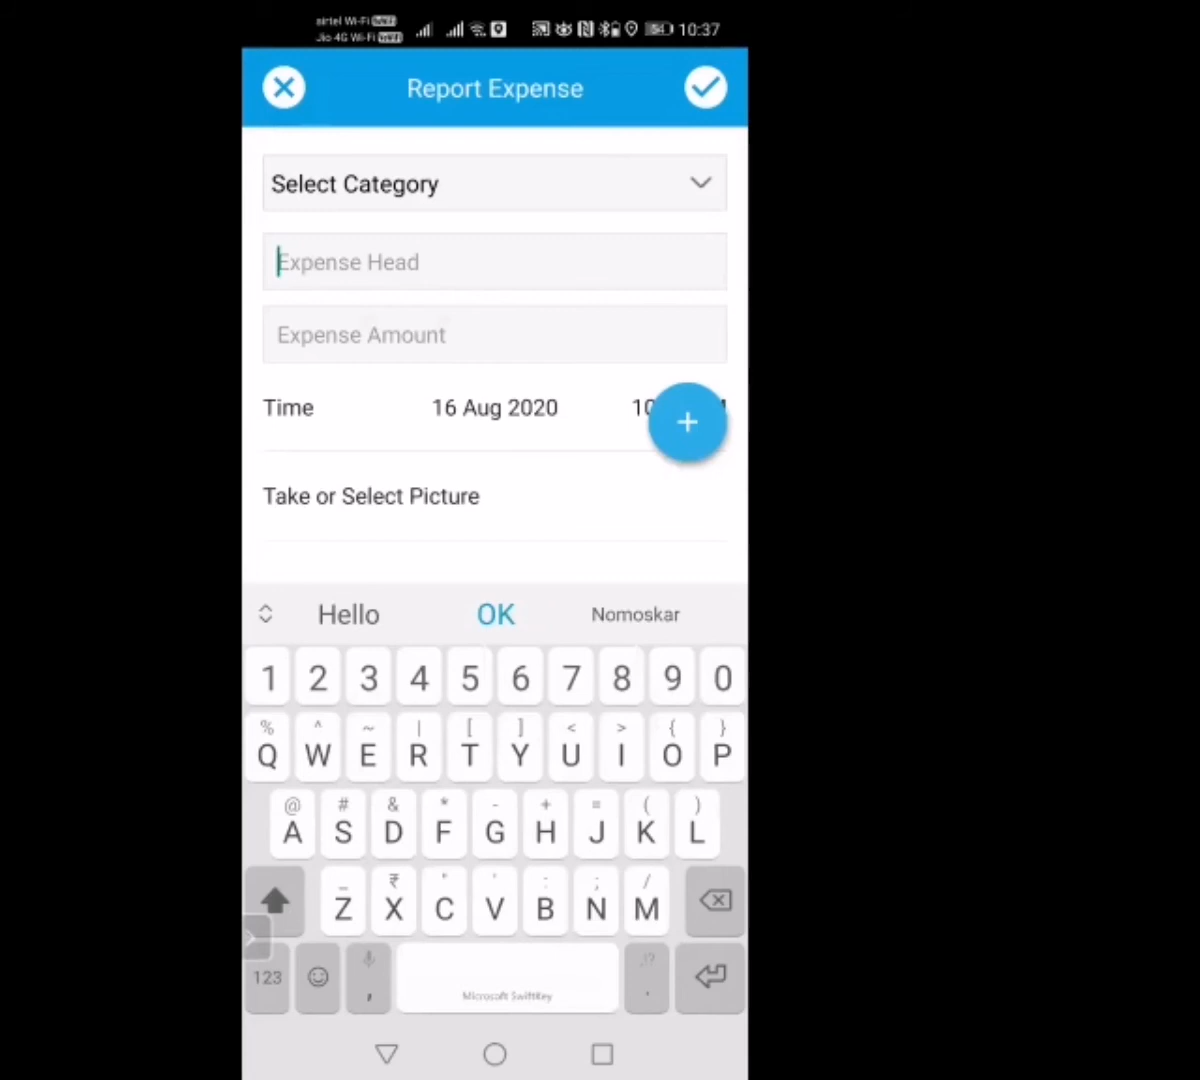 airtel Wi-Fi
Jio 4G Wi-Fi
10:37
Report Expense
Select Category
Expense Head
Expense Amount
Time 16 Aug 2020 10
+
Take or Select Picture
Hello OK Nomoskar
1 2 3 4 5 6 7 8 9 0
% ^ ~ | [ ] < > { }
Q W E R T Y U I O P
@ # & * - + = ( )
A S D F G H J K L
_ ₹ " ' : ; /
Z X C V B N M
123 , Microsoft SwiftKey !? .